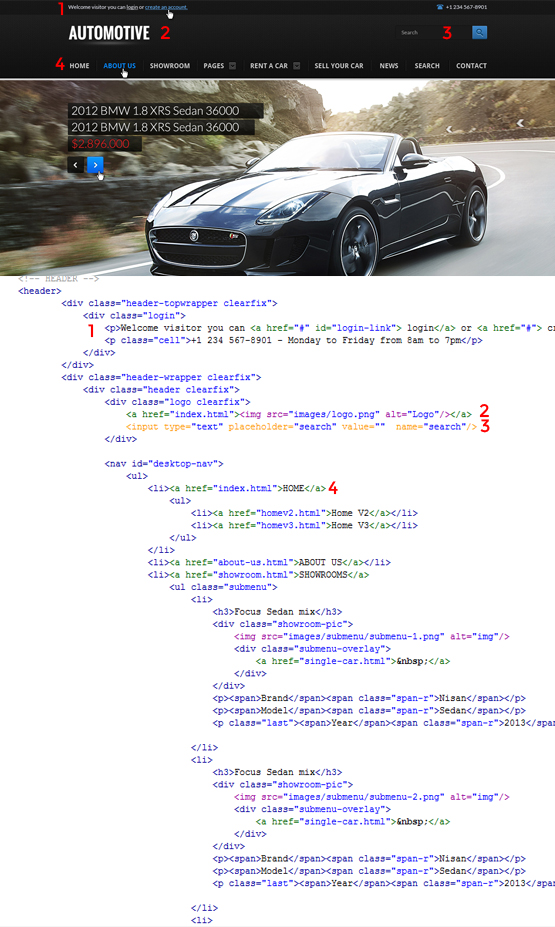 1 Welcome visitor you can login or create an account. +1 234 567-8901
AUTOMOTIVE 2 Search 3
4 HOME ABOUT US SHOWROOM PAGES RENT A CAR SELL YOUR CAR NEWS SEARCH CONTACT
2012 BMW 1.8 XRS Sedan 36000
2012 BMW 1.8 XRS Sedan 36000
$2.896,000
<!-- HEADER -->
<header>
<div class="header-topwrapper clearfix">
<div class="login">
1 <p>Welcome visitor you can <a href="#" id="login-link"> login</a> or <a href="#"> c
<p class="cell">+1 234 567-8901 - Monday to Friday from 8am to 7pm</p>
</div>
</div>
<div class="header-wrapper clearfix">
<div class="header clearfix">
<div class="logo clearfix">
<a href="index.html"><img src="images/logo.png" alt="Logo"/></a> 2
<input type="text" placeholder="search" value="" name="search"/> 3
</div>
<nav id="desktop-nav">
<ul>
<li><a href="index.html">HOME</a> 4
<ul>
<li><a href="homev2.html">Home V2</a></li>
<li><a href="homev3.html">Home V3</a></li>
</ul>
</li>
<li><a href="about-us.html">ABOUT US</a></li>
<li><a href="showroom.html">SHOWROOMS</a>
<ul class="submenu">
<li>
<h3>Focus Sedan mix</h3>
<div class="showroom-pic">
<img src="images/submenu/submenu-1.png" alt="img"/>
<div class="submenu-overlay">
<a href="single-car.html">&nbsp;</a>
</div>
</div>
<p><span>Brand</span><span class="span-r">Nisan</span></p>
<p><span>Model</span><span class="span-r">Sedan</span></p>
<p class="last"><span>Year</span><span class="span-r">2013</span>
</li>
<li>
<h3>Focus Sedan mix</h3>
<div class="showroom-pic">
<img src="images/submenu/submenu-2.png" alt="img"/>
<div class="submenu-overlay">
<a href="single-car.html">&nbsp;</a>
</div>
</div>
<p><span>Brand</span><span class="span-r">Nisan</span></p>
<p><span>Model</span><span class="span-r">Sedan</span></p>
<p class="last"><span>Year</span><span class="span-r">2013</span>
</li>
<li>